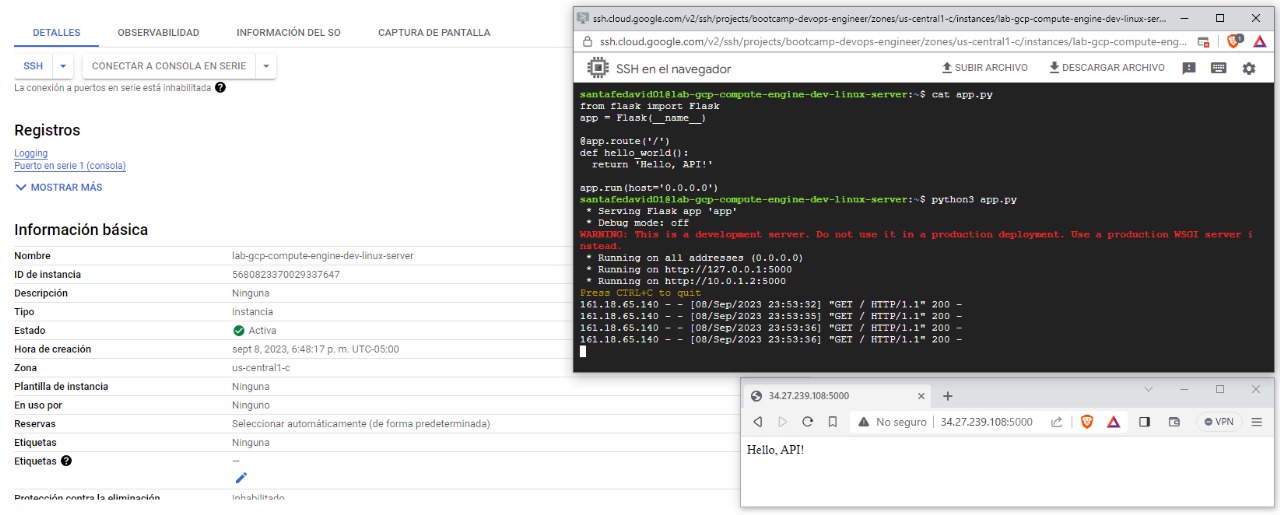 DETALLES
OBSERVABILIDAD
INFORMACIÓN DEL SO
CAPTURA DE PANTALLA
SSH
CONECTAR A CONSOLA EN SERIE
La conexión a puertos en serie está inhabilitada ?
Registros
Logging
Puerto en serie 1 (consola)
MOSTRAR MÁS
Información básica
Nombre lab-gcp-compute-engine-dev-linux-server
ID de instancia 5680823370029337647
Descripción Ninguna
Tipo Instancia
Estado Activa
Hora de creación sept 8, 2023, 6:48:17 p. m. UTC-05:00
Zona us-central1-c
Plantilla de instancia Ninguna
En uso por Ninguno
Reservas Seleccionar automáticamente (de forma predeterminada)
Etiquetas Ninguna
Etiquetas ? —
Protección contra la eliminación Inhabilitado
ssh.cloud.google.com/v2/ssh/projects/bootcamp-devops-engineer/zones/us-central1-c/instances/lab-gcp-compute-engine-dev-linux-ser...
ssh.cloud.google.com/v2/ssh/projects/bootcamp-devops-engineer/zones/us-central1-c/instances/lab-gcp-compute-eng...
1
SSH en el navegador
SUBIR ARCHIVO
DESCARGAR ARCHIVO
santafedavid01@lab-gcp-compute-engine-dev-linux-server:~$ cat app.py
from flask import Flask
app = Flask(__name__)
@app.route('/')
def hello_world():
return 'Hello, API!'
app.run(host='0.0.0.0')
santafedavid01@lab-gcp-compute-engine-dev-linux-server:~$ python3 app.py
* Serving Flask app 'app'
* Debug mode: off
WARNING: This is a development server. Do not use it in a production deployment. Use a production WSGI server i
nstead.
* Running on all addresses (0.0.0.0)
* Running on http://127.0.0.1:5000
* Running on http://10.0.1.2:5000
Press CTRL+C to quit
161.18.65.140 - - [08/Sep/2023 23:53:32] "GET / HTTP/1.1" 200 -
161.18.65.140 - - [08/Sep/2023 23:53:35] "GET / HTTP/1.1" 200 -
161.18.65.140 - - [08/Sep/2023 23:53:36] "GET / HTTP/1.1" 200 -
161.18.65.140 - - [08/Sep/2023 23:53:36] "GET / HTTP/1.1" 200 -
34.27.239.108:5000
No seguro
34.27.239.108:5000
VPN
Hello, API!